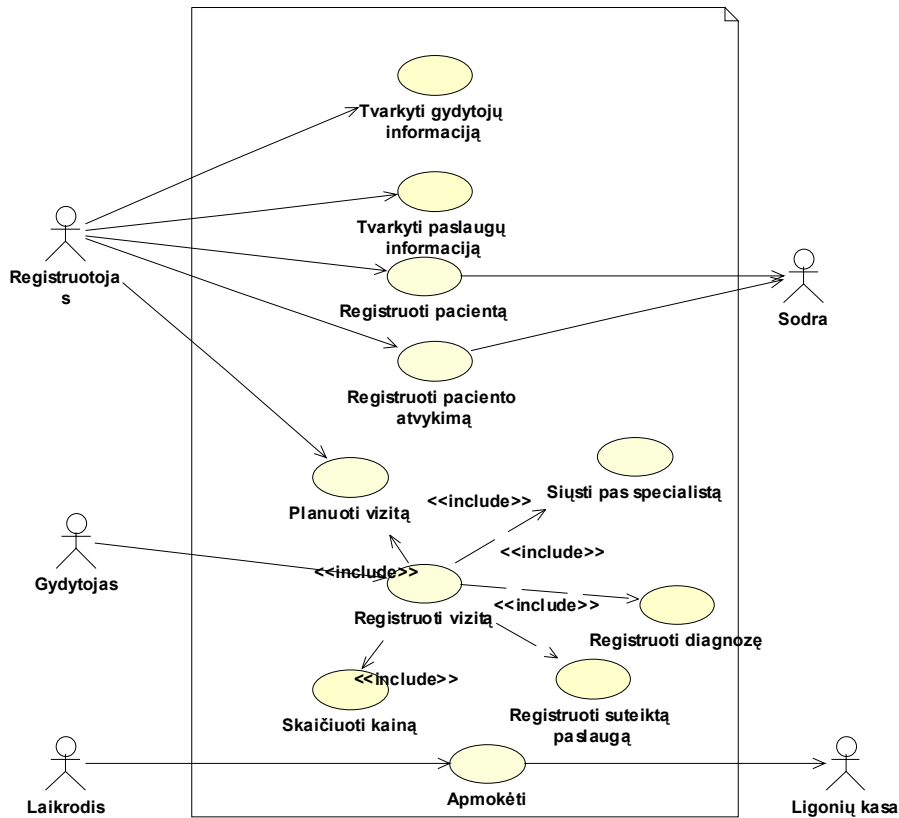 Tvarkyti gydytojų
informaciją
Tvarkyti paslaugų
informaciją
Registruotoja
s
Registruoti pacientą
Sodra
Registruoti paciento
atvykimą
Siųsti pas specialistą
<<include>>
Planuoti vizitą
<<include>>
Gydytojas
<<include>>
<<include>>
Registruoti vizitą
Registruoti diagnozę
<<include>>
Skaičiuoti kainą
Registruoti suteiktą
paslaugą
Laikrodis
Apmokėti
Ligonių kasa